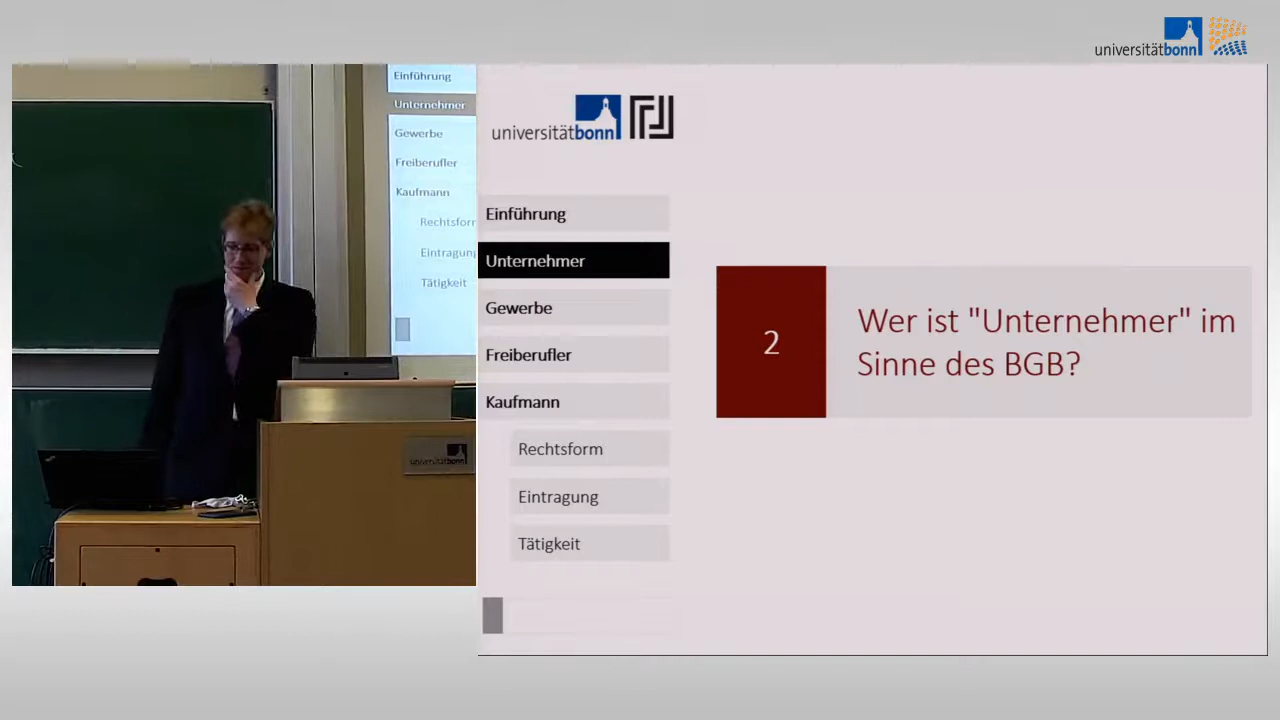 universitätbonn
Einführung
Unternehmer
Gewerbe
Freiberufler
Kaufmann
Rechtsform
Eintragung
Tätigkeit
universitätbonn
universitätbonn
Einführung
Unternehmer
Gewerbe
Freiberufler
Kaufmann
Rechtsform
Eintragung
Tätigkeit
2
Wer ist "Unternehmer" im
Sinne des BGB?